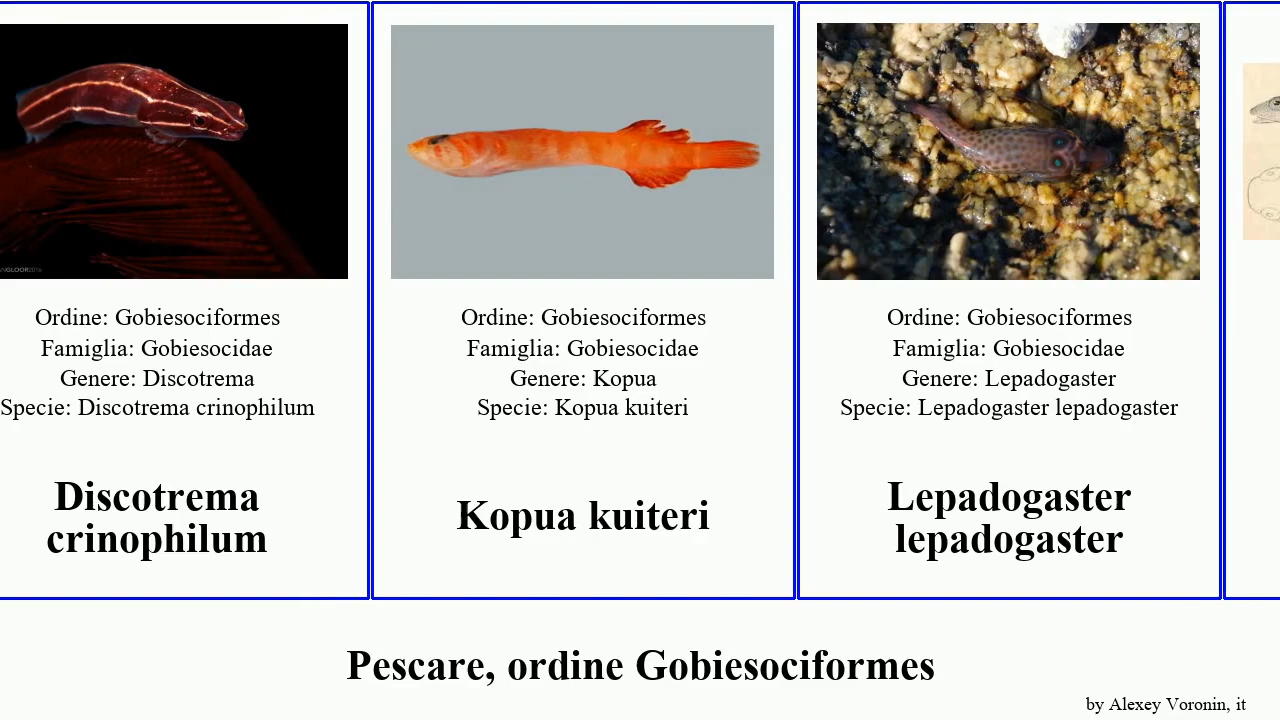 Ordine: Gobiesociformes
Famiglia: Gobiesocidae
Genere: Discotrema
Specie: Discotrema crinophilum
Discotrema
crinophilum
Ordine: Gobiesociformes
Famiglia: Gobiesocidae
Genere: Kopua
Specie: Kopua kuiteri
Kopua kuiteri
Ordine: Gobiesociformes
Famiglia: Gobiesocidae
Genere: Lepadogaster
Specie: Lepadogaster lepadogaster
Lepadogaster
lepadogaster
Pescare, ordine Gobiesociformes
by Alexey Voronin, it